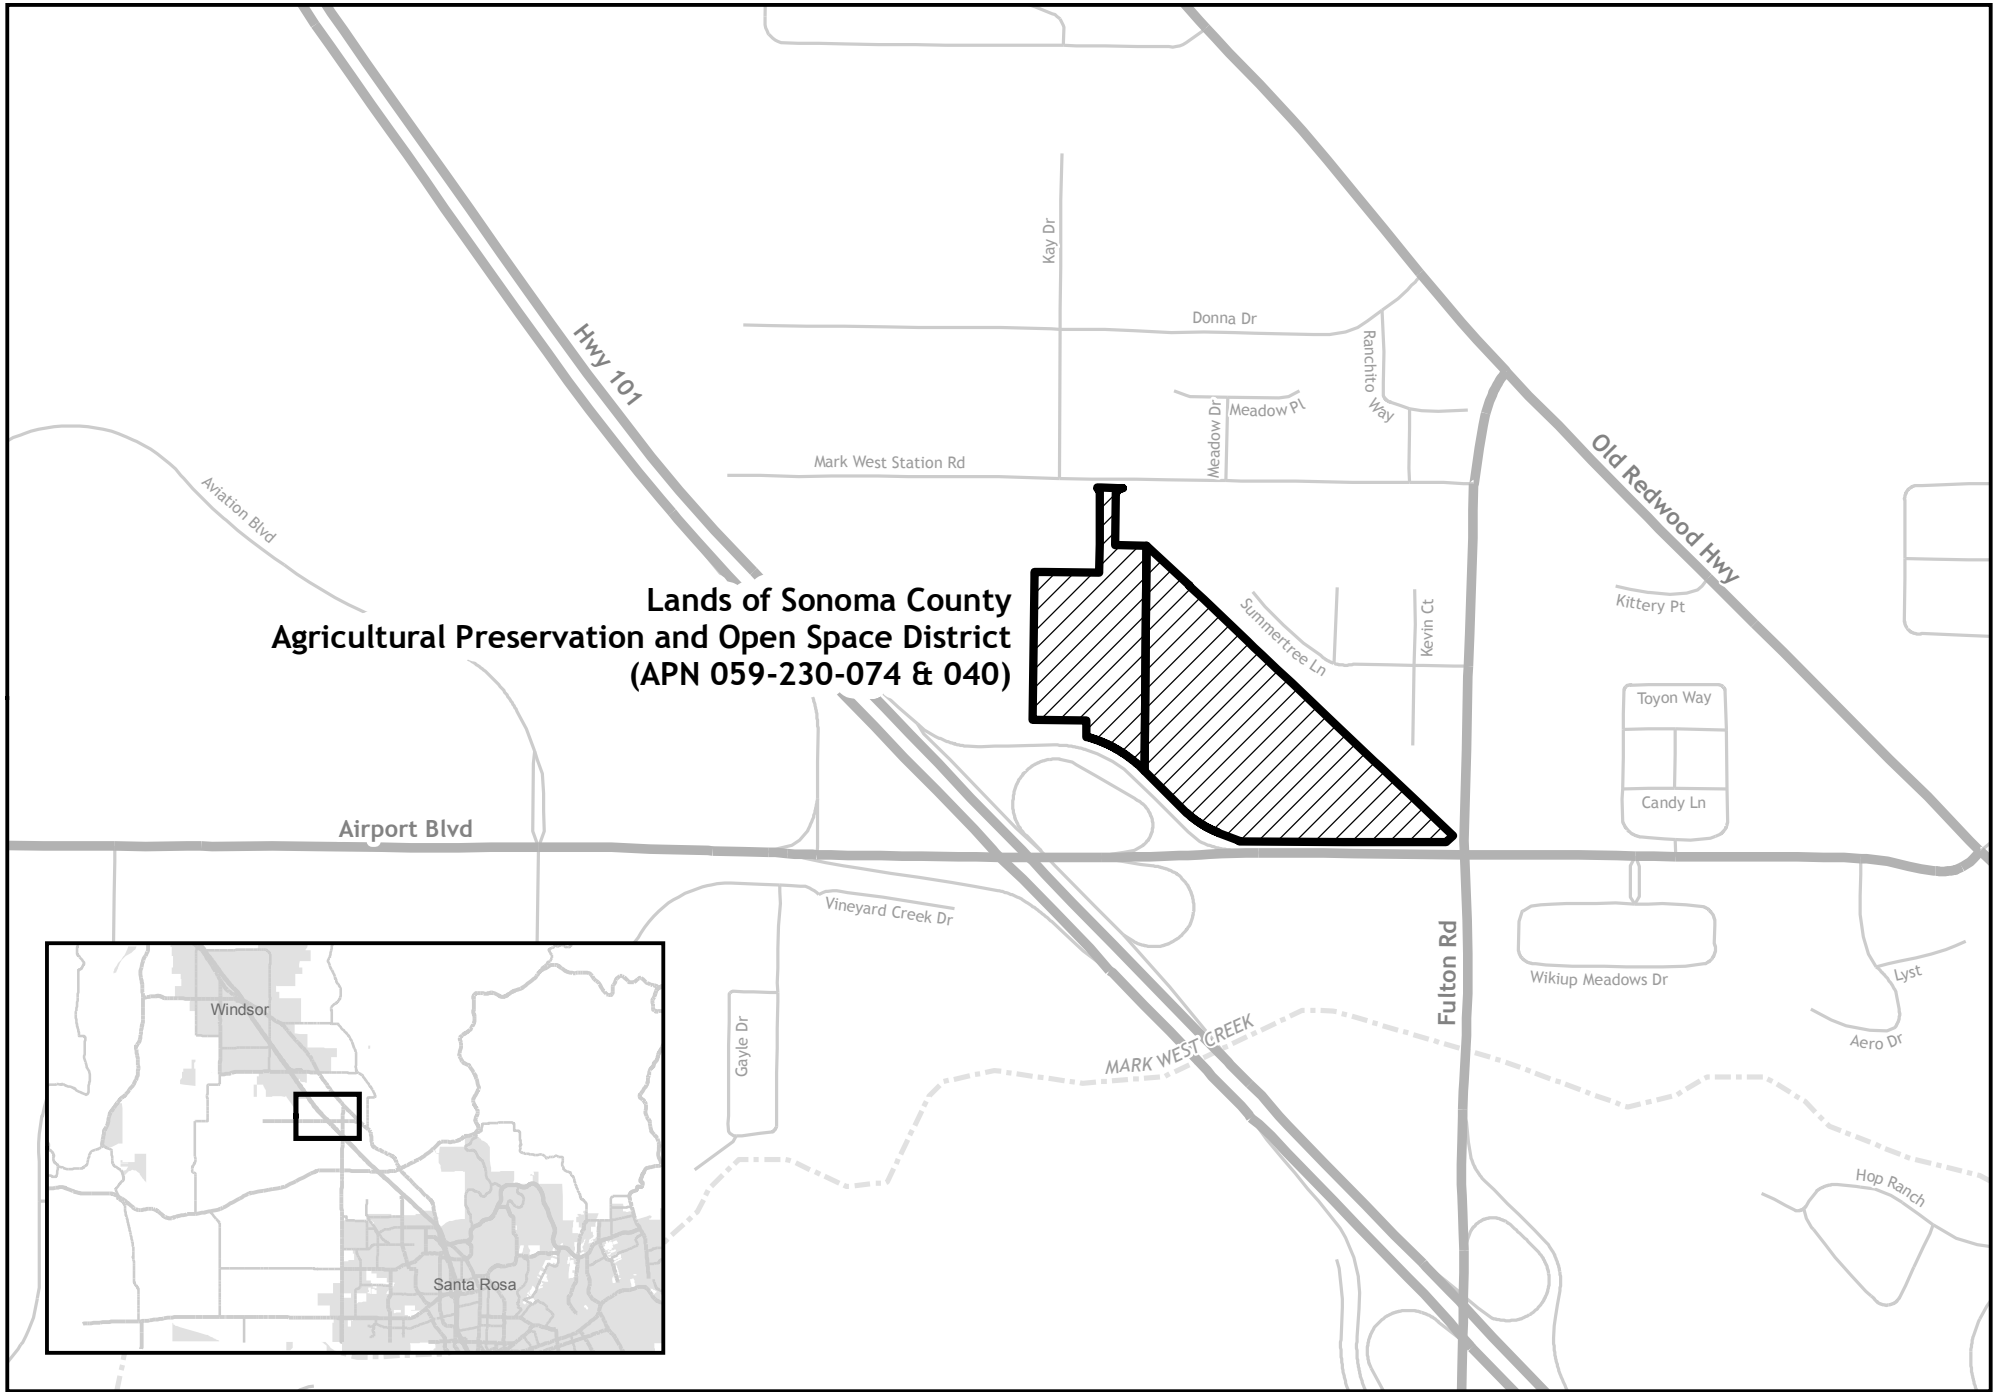 Kay Dr
Donna Dr
Hwy 101
Ranchito
Way
Meadow Pl
Meadow Dr
Mark West Station Rd
Old Redwood Hwy
Aviation Blvd
Lands of Sonoma County
Agricultural Preservation and Open Space District
(APN 059-230-074 & 040)
Summertree Ln
Kevin Ct
Kittery Pt
Toyon Way
Candy Ln
Airport Blvd
Vineyard Creek Dr
Fulton Rd
Wikiup Meadows Dr
Lyst
Aero Dr
Gayle Dr
MARK WEST CREEK
Hop Ranch
Windsor
Santa Rosa